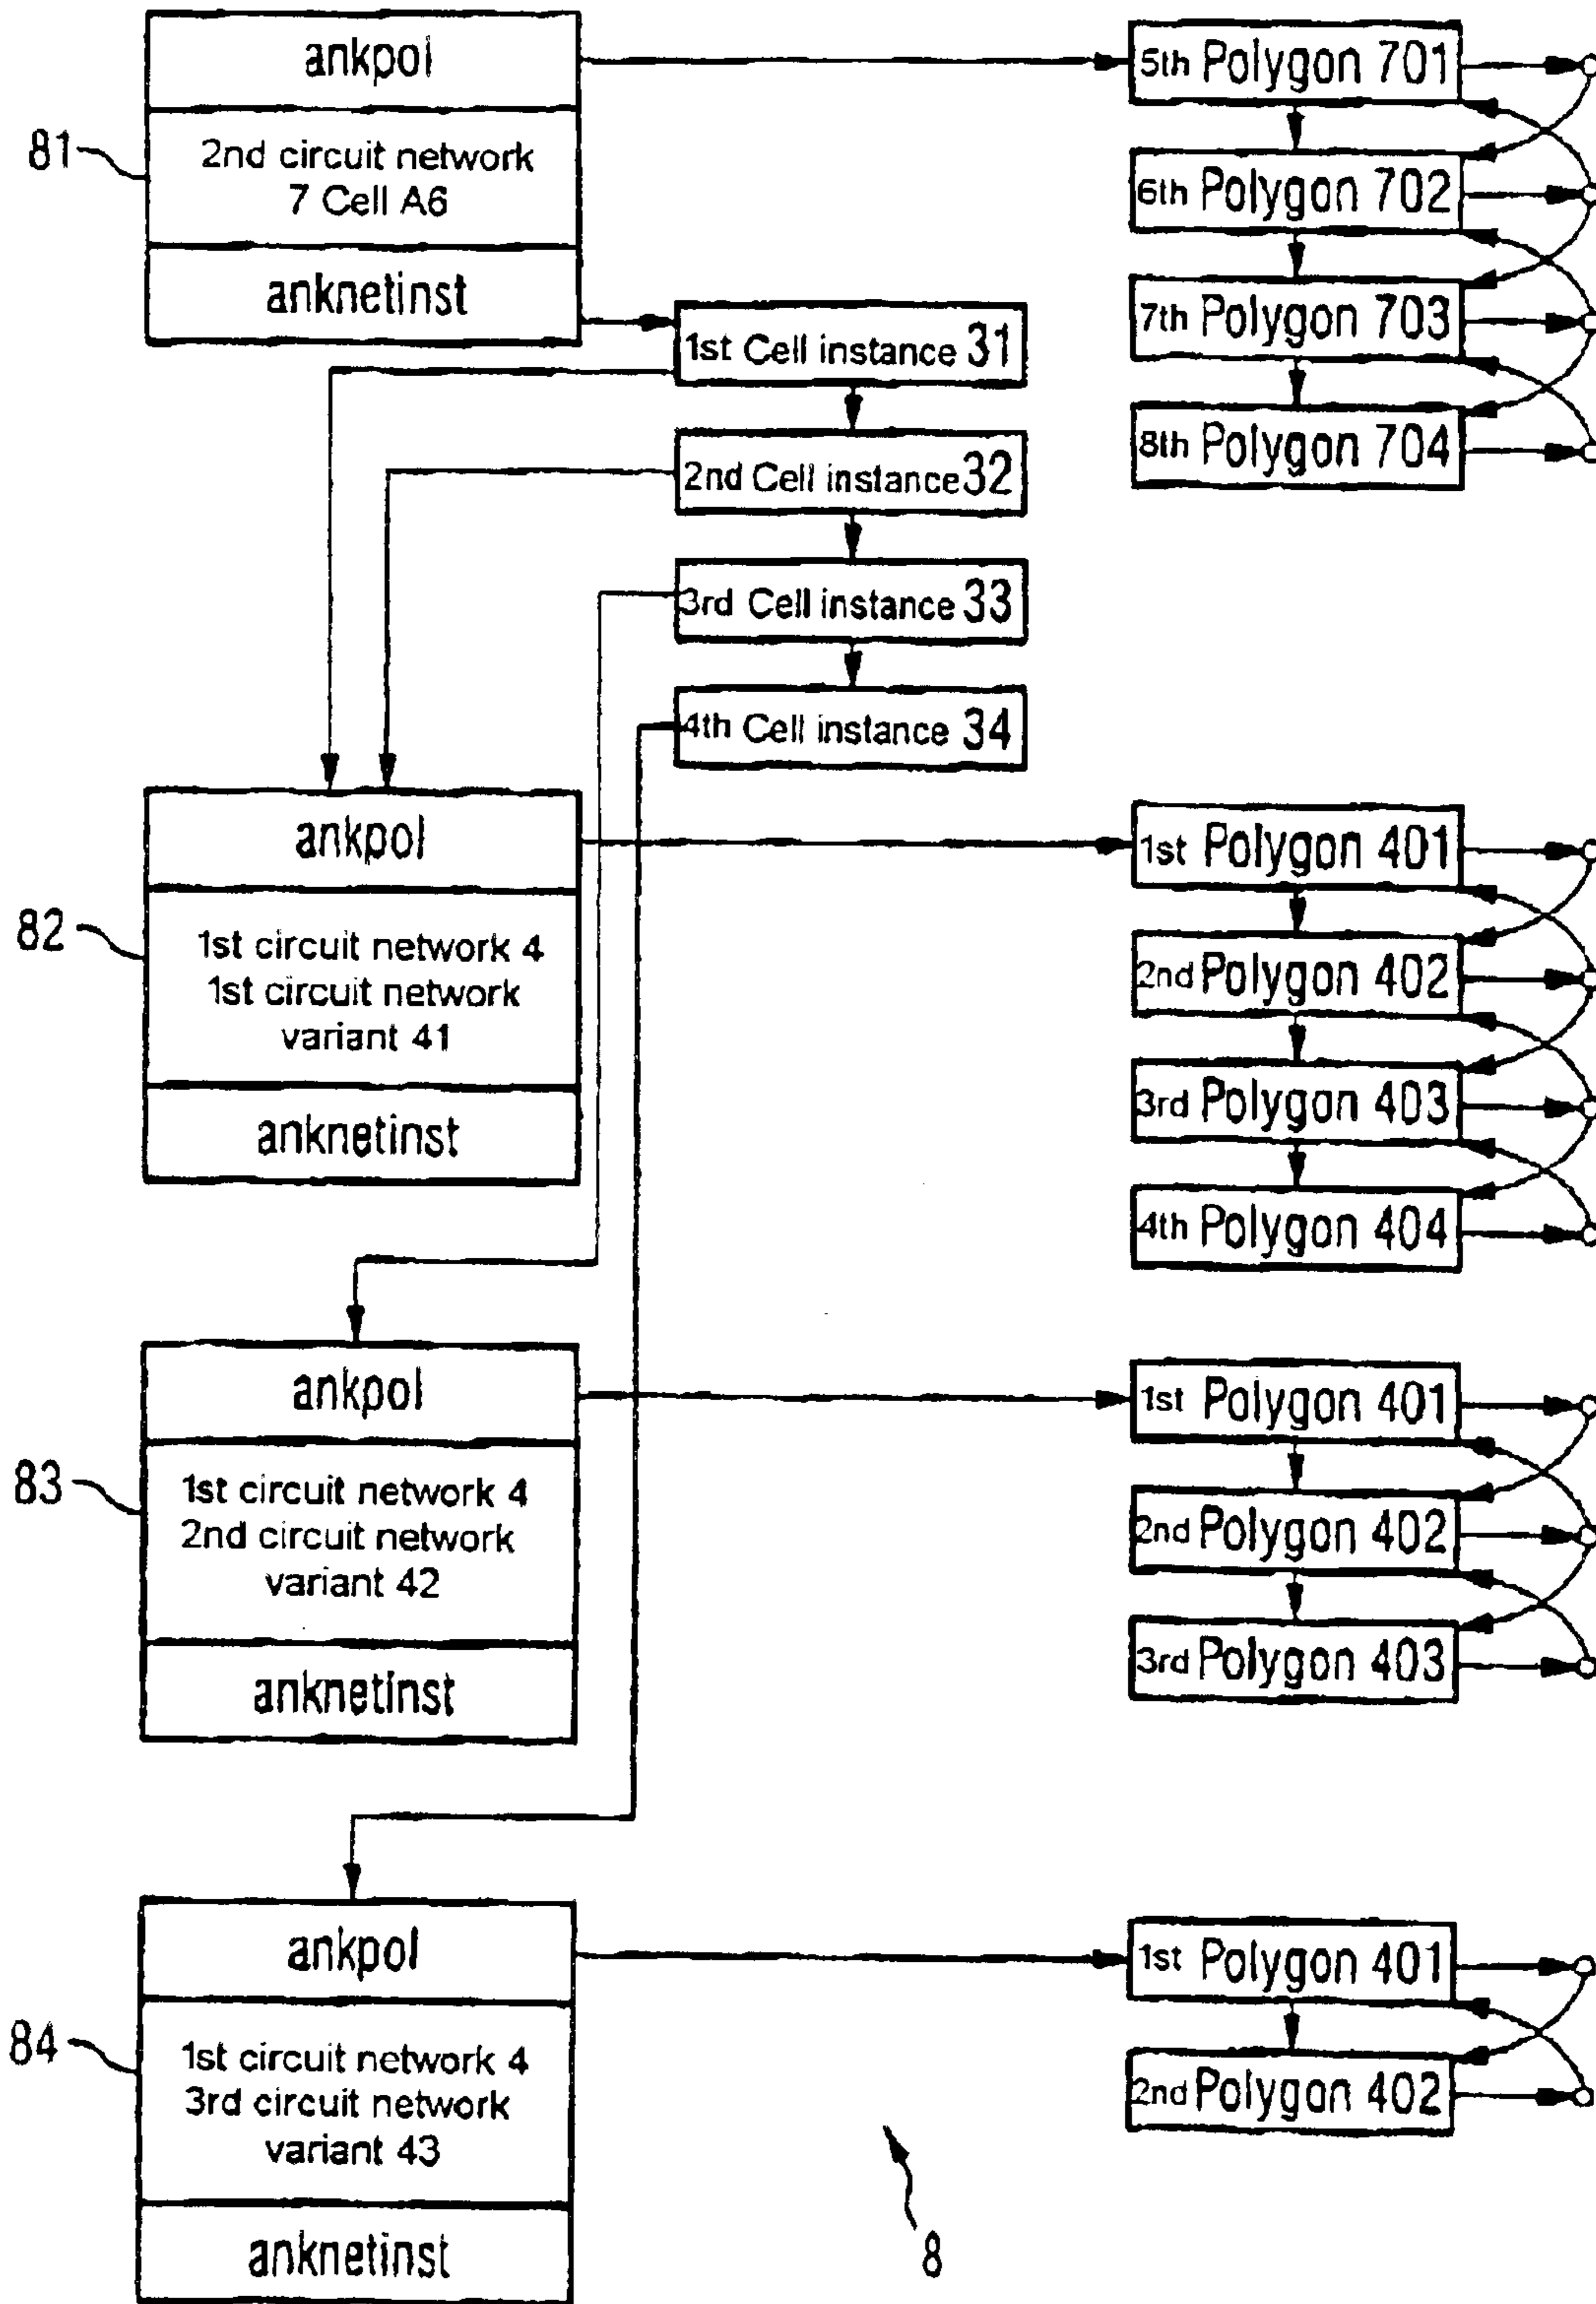 ankpol
5th Polygon 701
81
2nd circuit network
7 Cell A6
6th Polygon 702
anknetinst
7th Polygon 703
1st Cell instance 31
8th Polygon 704
2nd Cell instance 32
3rd Cell instance 33
4th Cell instance 34
ankpol
1st Polygon 401
82
1st circuit network 4
1st circuit network
variant 41
2nd Polygon 402
3rd Polygon 403
anknetinst
4th Polygon 404
ankpol
1st Polygon 401
83
1st circuit network 4
2nd circuit network
variant 42
2nd Polygon 402
anknetinst
3rd Polygon 403
ankpol
1st Polygon 401
84
1st circuit network 4
3rd circuit network
variant 43
2nd Polygon 402
anknetinst
8